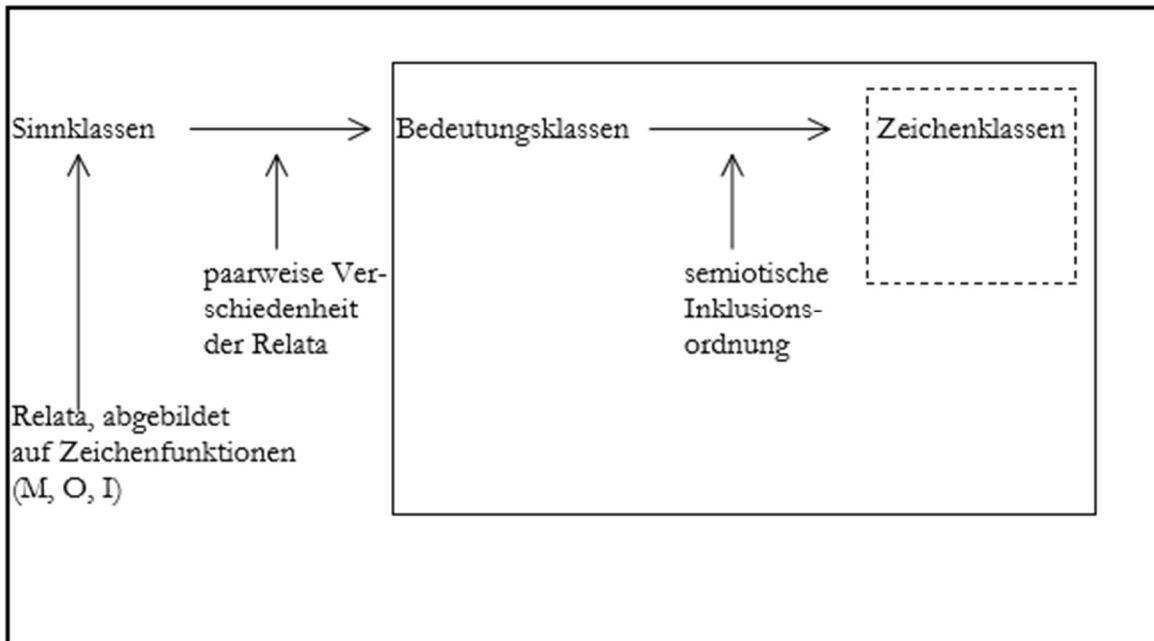 Sinnklassen
Bedeutungsklassen
Zeichenklassen
paarweise Ver-
schiedenheit
der Relata
semiotische
Inklusions-
ordnung
Relata, abgebildet
auf Zeichenfunktionen
(M, O, I)